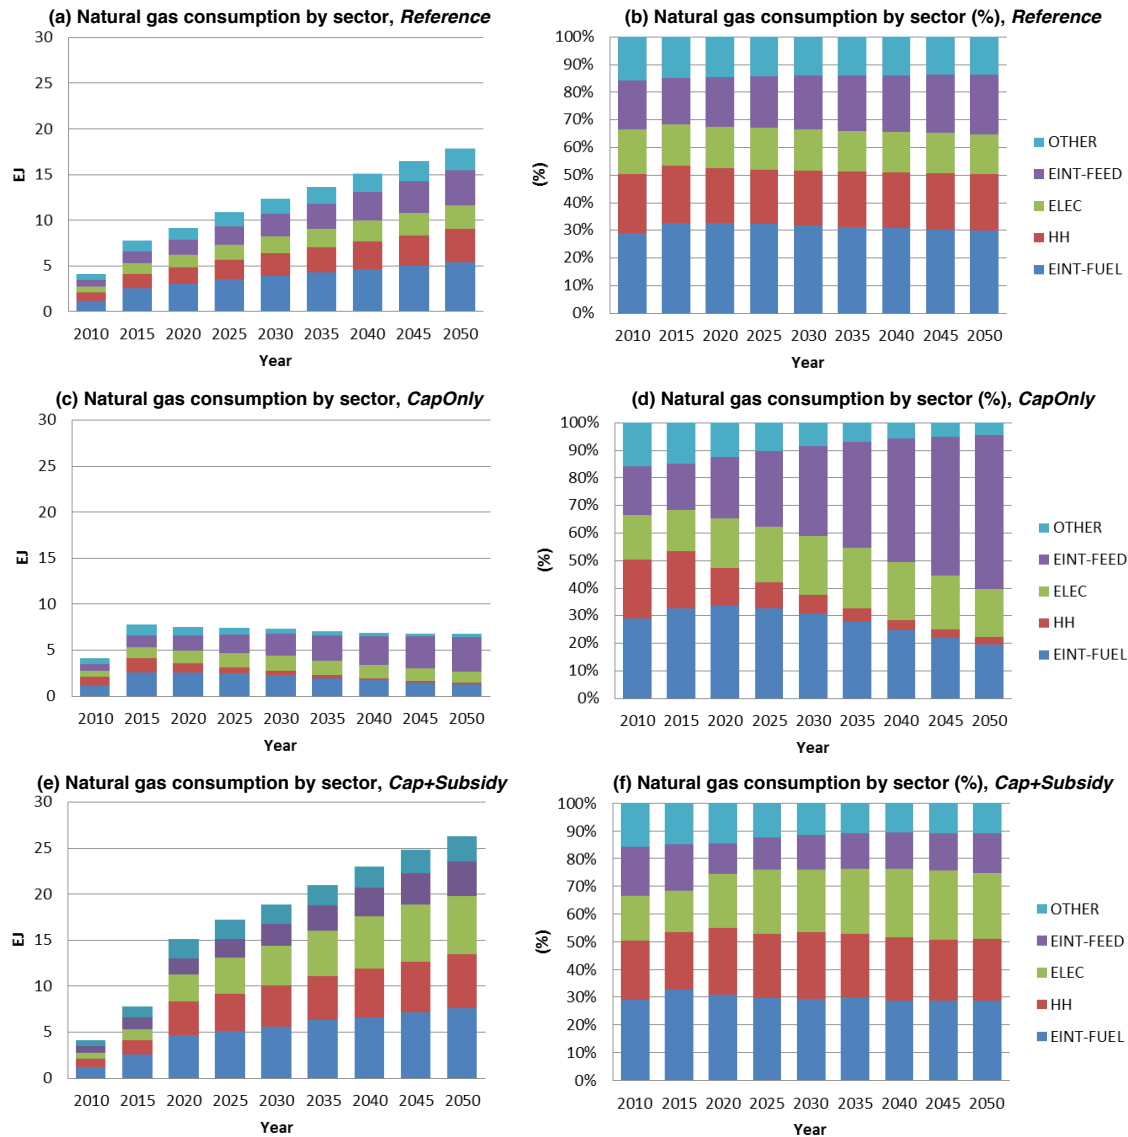 (a) Natural gas consumption by sector, Reference
30
25
20
15
10
5
0
EJ
2010 2015 2020 2025 2030 2035 2040 2045 2050
Year
(b) Natural gas consumption by sector (%), Reference
100%
90%
80%
70%
60%
50%
40%
30%
20%
10%
0%
(%)
2010 2015 2020 2025 2030 2035 2040 2045 2050
Year
OTHER
EINT-FEED
ELEC
HH
EINT-FUEL
(c) Natural gas consumption by sector, CapOnly
30
25
20
15
10
5
0
EJ
2010 2015 2020 2025 2030 2035 2040 2045 2050
Year
(d) Natural gas consumption by sector (%), CapOnly
100%
90%
80%
70%
60%
50%
40%
30%
20%
10%
0%
(%)
2010 2015 2020 2025 2030 2035 2040 2045 2050
Year
OTHER
EINT-FEED
ELEC
HH
EINT-FUEL
(e) Natural gas consumption by sector, Cap+Subsidy
30
25
20
15
10
5
0
EJ
2010 2015 2020 2025 2030 2035 2040 2045 2050
Year
(f) Natural gas consumption by sector (%), Cap+Subsidy
100%
90%
80%
70%
60%
50%
40%
30%
20%
10%
0%
(%)
2010 2015 2020 2025 2030 2035 2040 2045 2050
Year
OTHER
EINT-FEED
ELEC
HH
EINT-FUEL